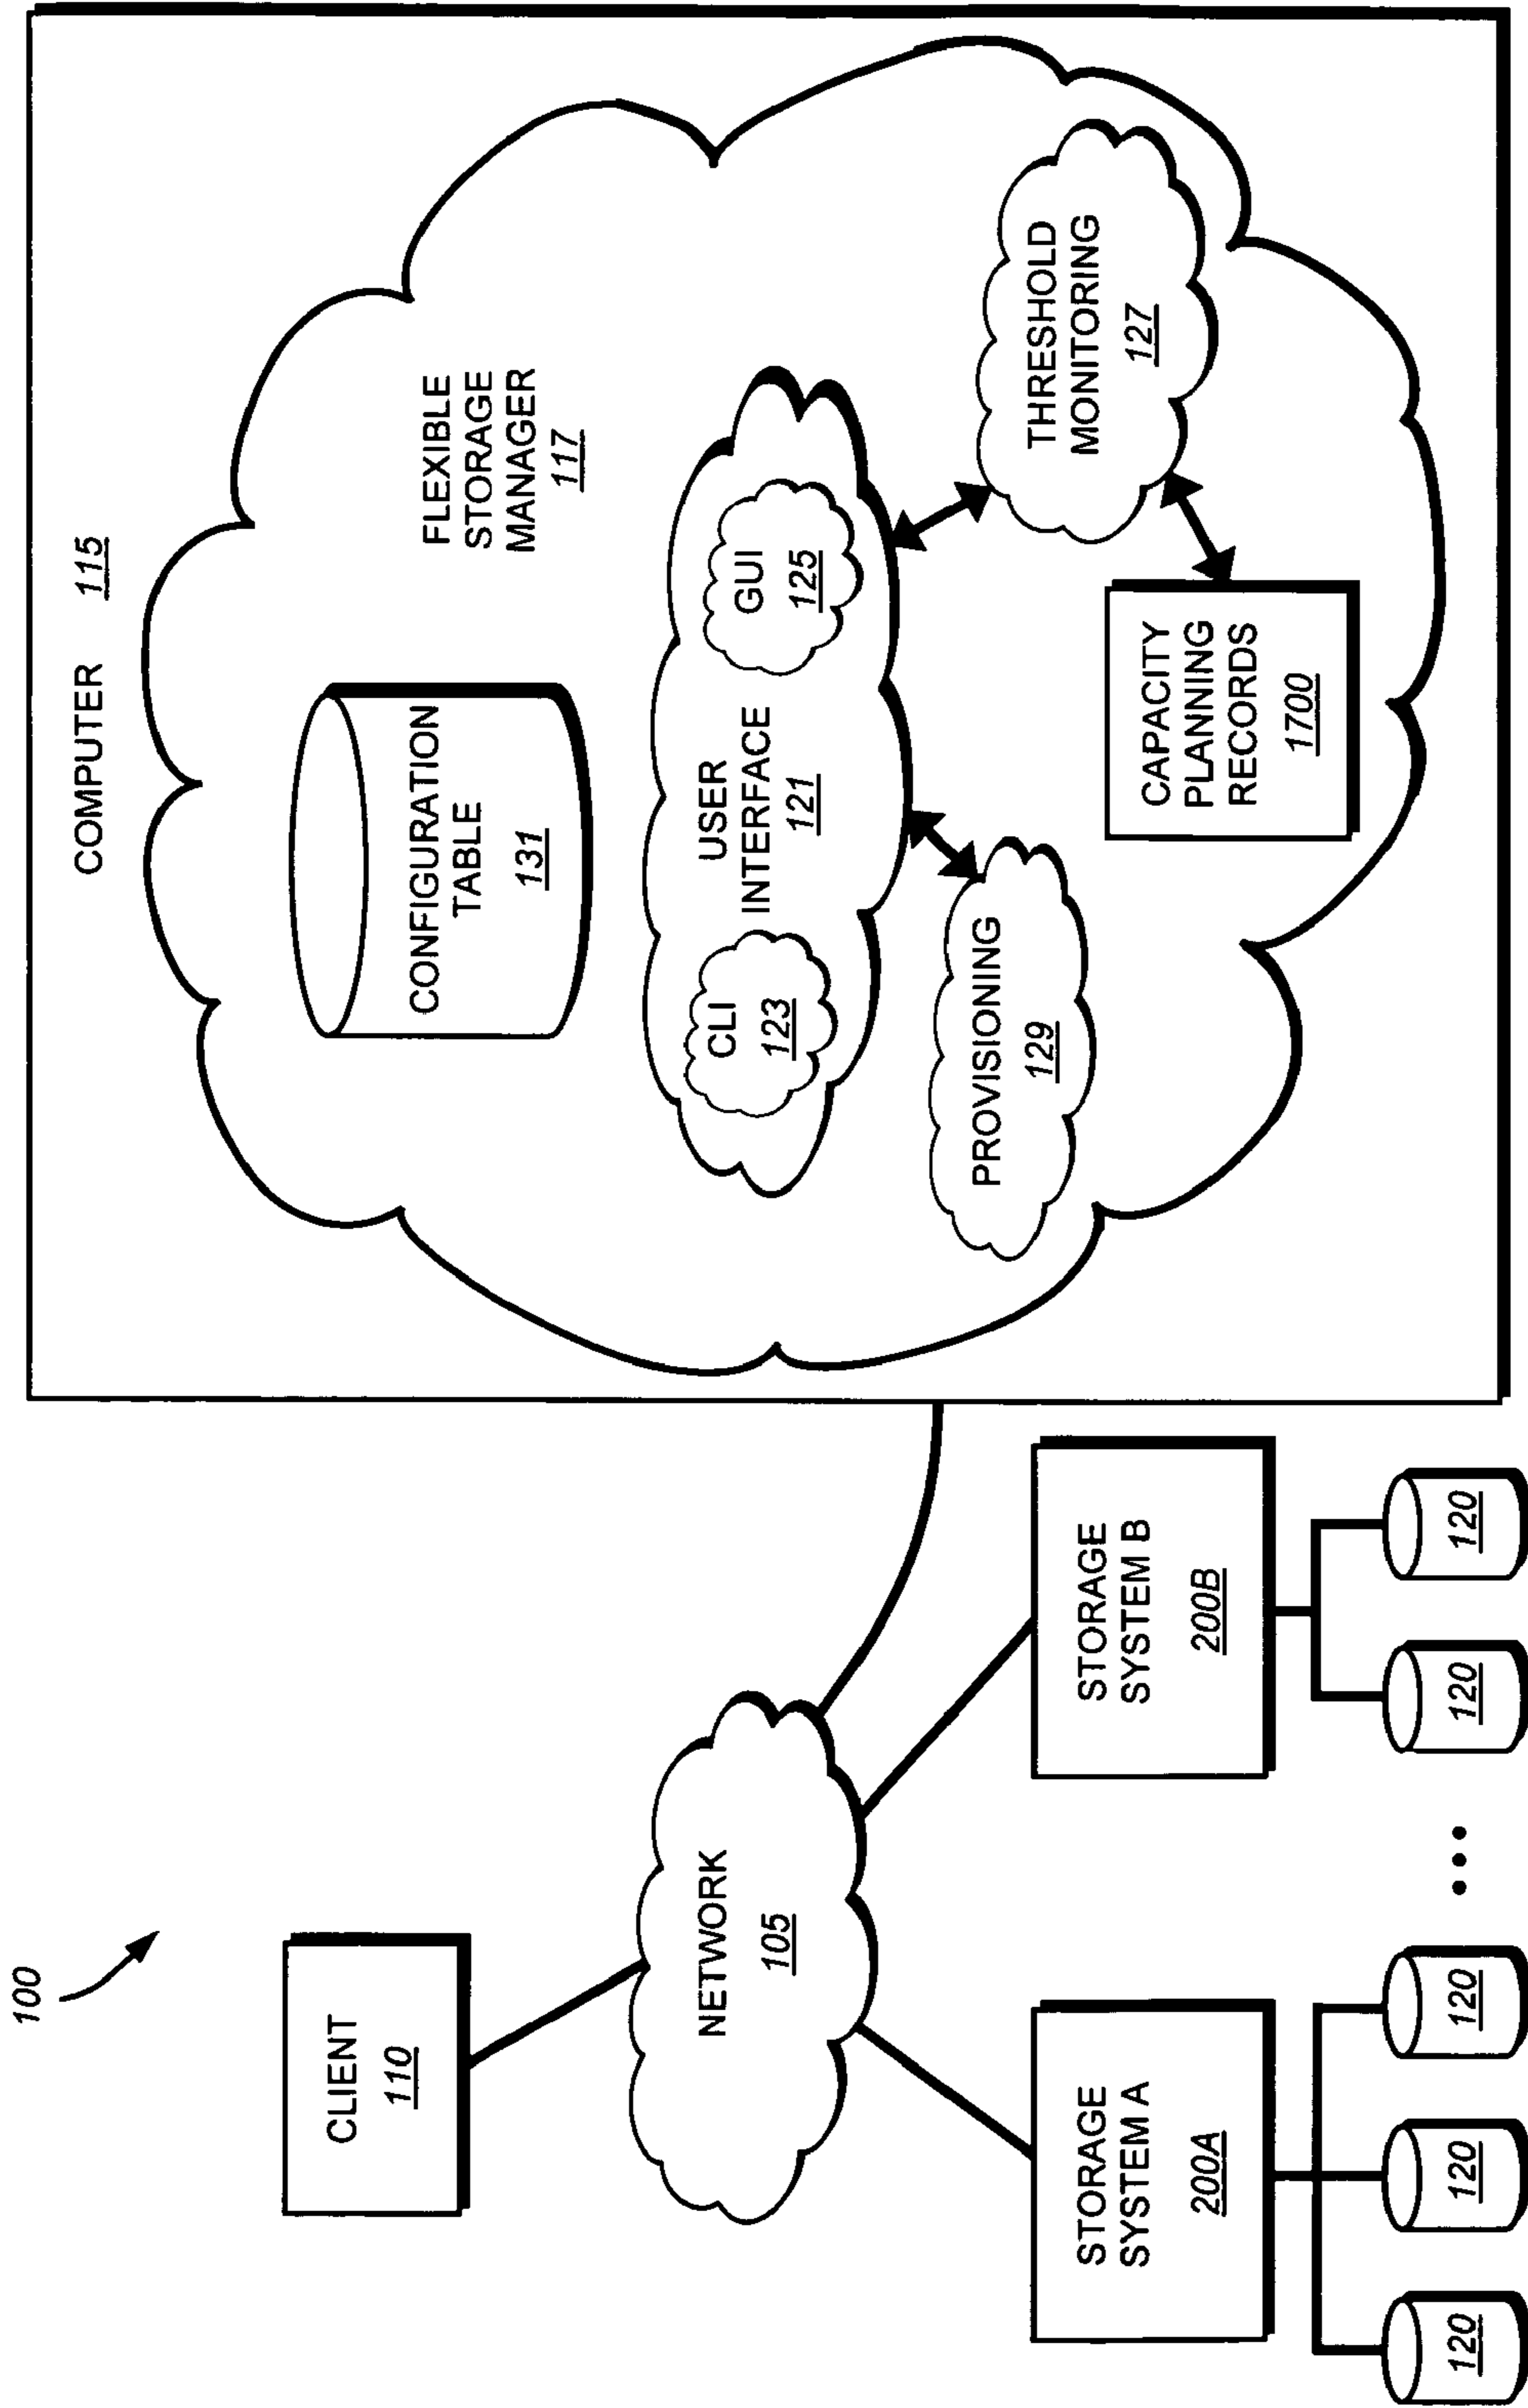 100
CLIENT
110
NETWORK
105
STORAGE
SYSTEM A
200A
120
120
120
...
STORAGE
SYSTEM B
200B
120
120
COMPUTER 115
FLEXIBLE
STORAGE
MANAGER
117
CONFIGURATION
TABLE
131
USER
INTERFACE
121
CLI
123
GUI
125
PROVISIONING
129
THRESHOLD
MONITORING
127
CAPACITY
PLANNING
RECORDS
1700